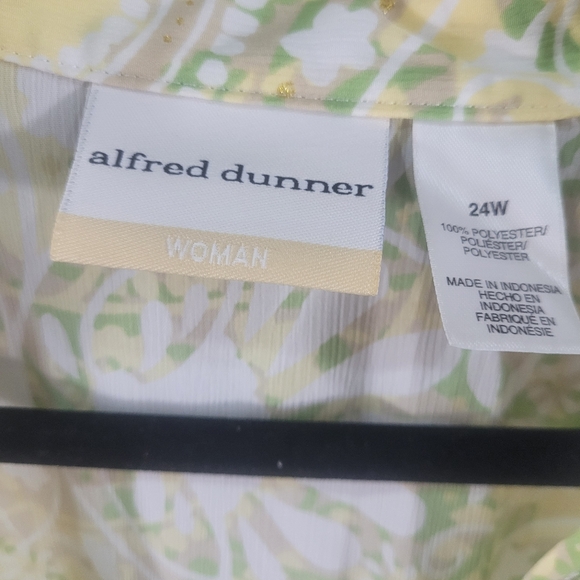 alfred dunner
WOMAN
24W
100% POLYESTER/
POLIÉSTER/
POLYESTER
MADE IN INDONESIA
HECHO EN
INDONESIA
FABRIQUÉ EN
INDONÉSIE